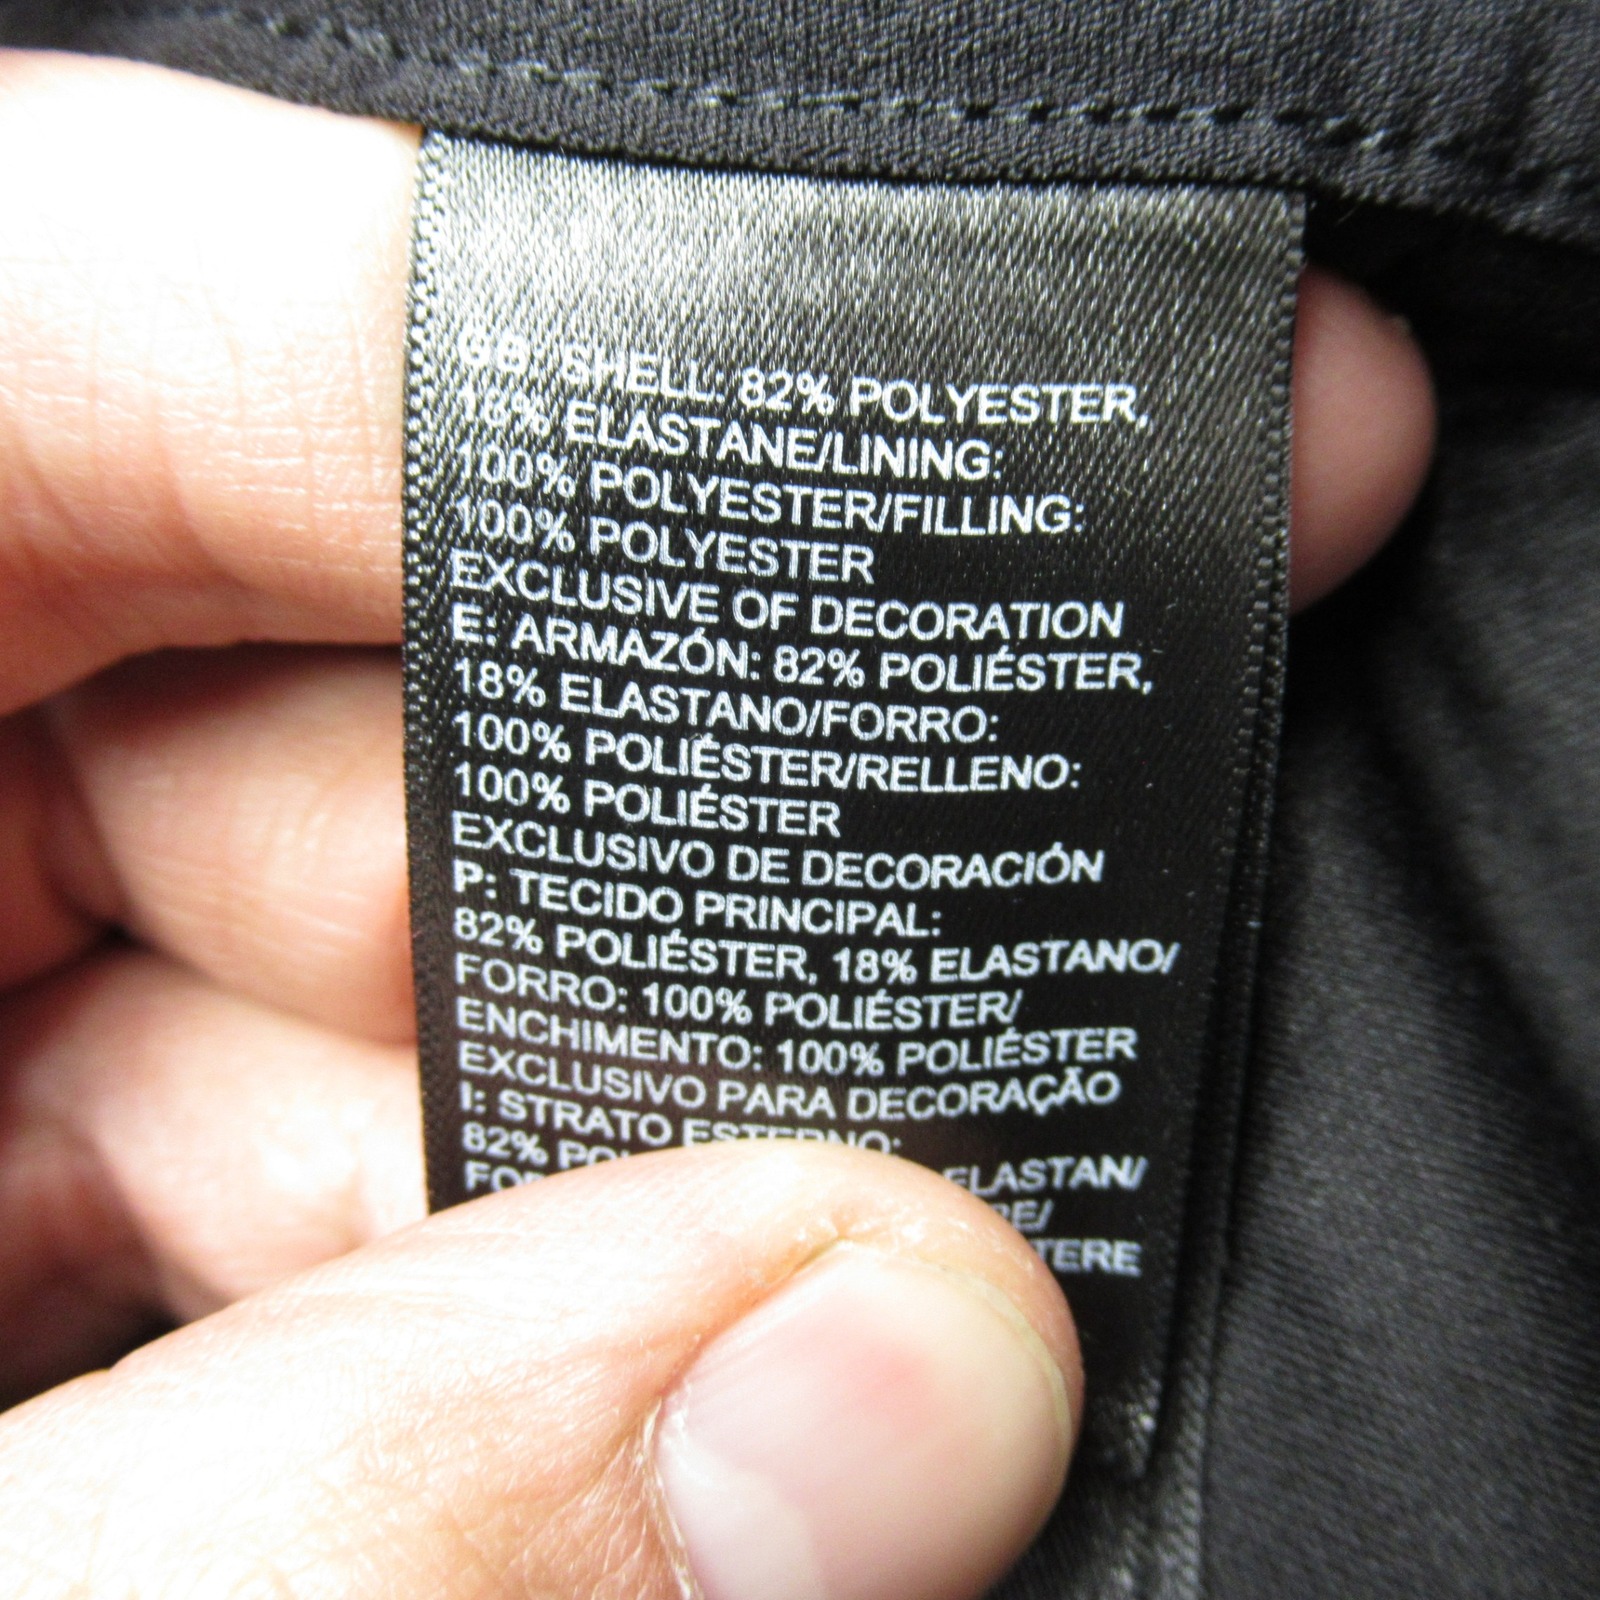 GB: SHELL: 82% POLYESTER,
18% ELASTANE/LINING:
100% POLYESTER/FILLING:
100% POLYESTER
EXCLUSIVE OF DECORATION
E: ARMAZÓN: 82% POLIÉSTER,
18% ELASTANO/FORRO:
100% POLIÉSTER/RELLENO:
100% POLIÉSTER
EXCLUSIVO DE DECORACIÓN
P: TECIDO PRINCIPAL:
82% POLIÉSTER, 18% ELASTANO/
FORRO: 100% POLIÉSTER/
ENCHIMENTO: 100% POLIÉSTER
EXCLUSIVO PARA DECORAÇÃO
I: STRATO ESTERNO:
82% ELASTAN/